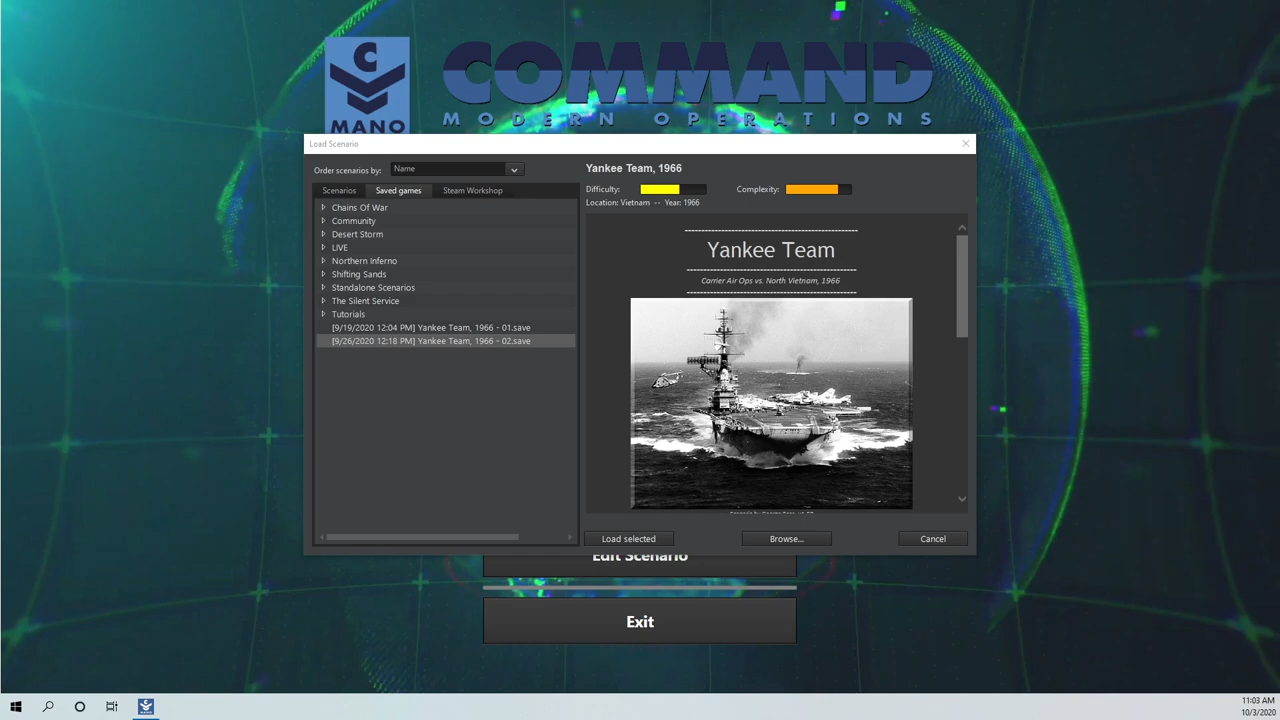 C
MANO
COMMAND
MODERN OPERATIONS
Load Scenario
Order scenarios by:
Name
Scenarios
Saved games
Steam Workshop
Chains Of War
Community
Desert Storm
LIVE
Northern Inferno
Shifting Sands
Standalone Scenarios
The Silent Service
Tutorials
[9/19/2020 12:04 PM] Yankee Team, 1966 - 01.save
[9/26/2020 12:18 PM] Yankee Team, 1966 - 02.save
Yankee Team, 1966
Difficulty:
Complexity:
Location: Vietnam -- Year: 1966
Yankee Team
Carrier Air Ops vs. North Vietnam, 1966
Load selected
Browse...
Cancel
Edit Scenario
Exit
MANO
11:03 AM
10/3/2020